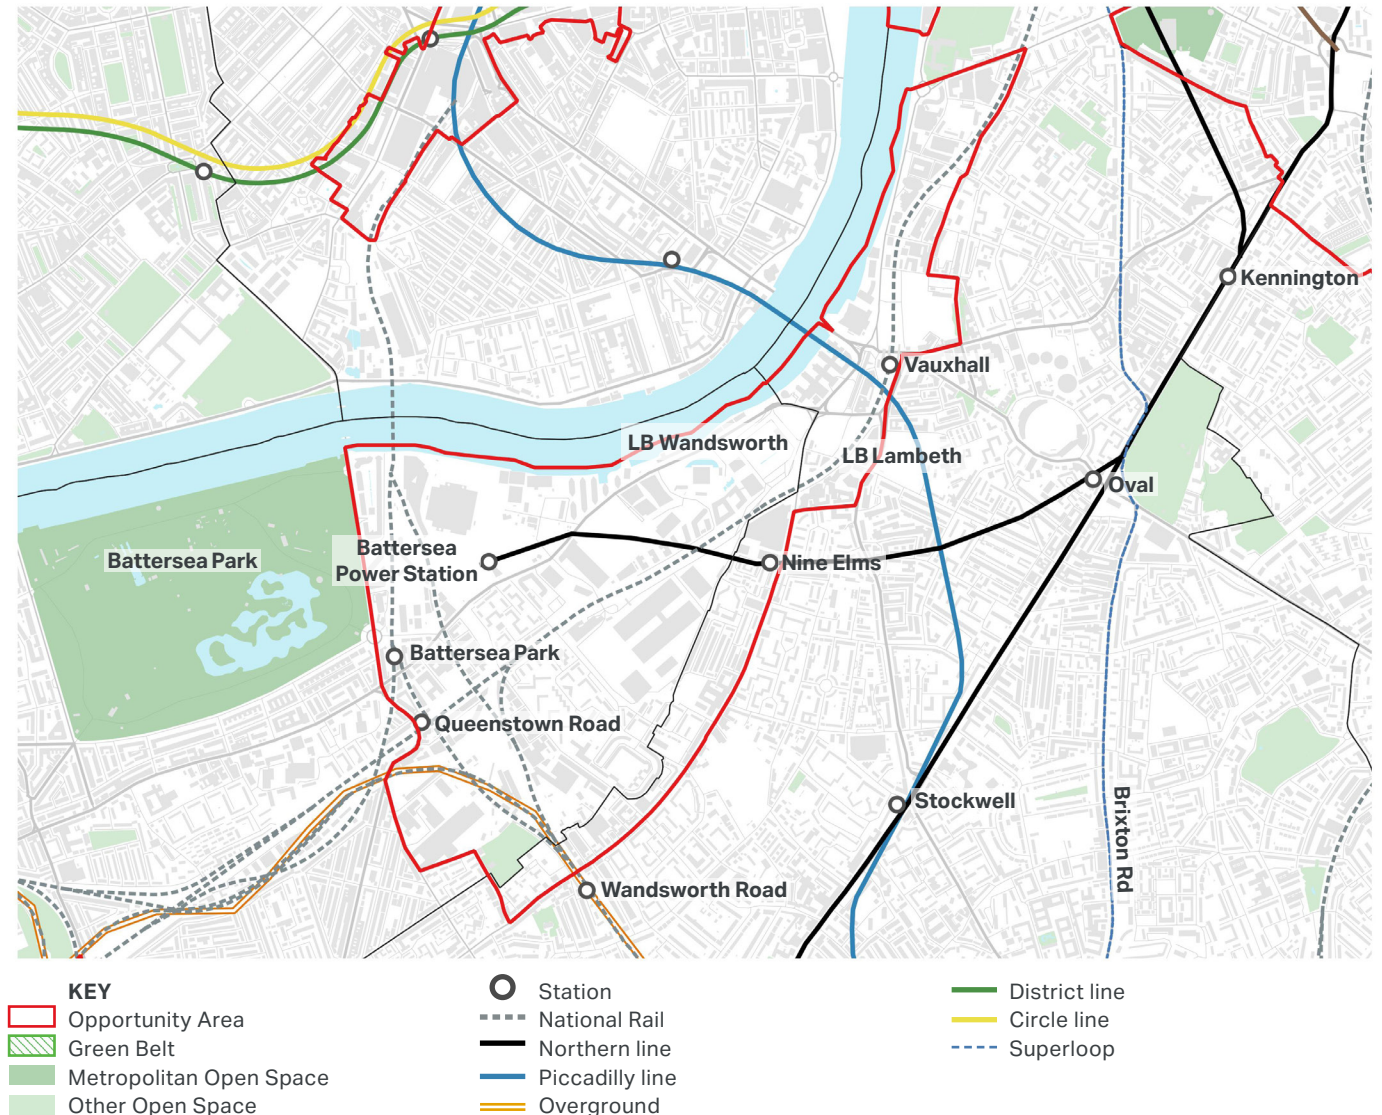 Kennington
Vauxhall
LB Wandsworth
LB Lambeth
Oval
Battersea Park
Battersea
Power Station
Nine Elms
Battersea Park
Queenstown Road
Stockwell
Brixton Rd
Wandsworth Road
KEY
Opportunity Area
Green Belt
Metropolitan Open Space
Other Open Space
Station
National Rail
Northern line
Piccadilly line
Overground
District line
Circle line
Superloop